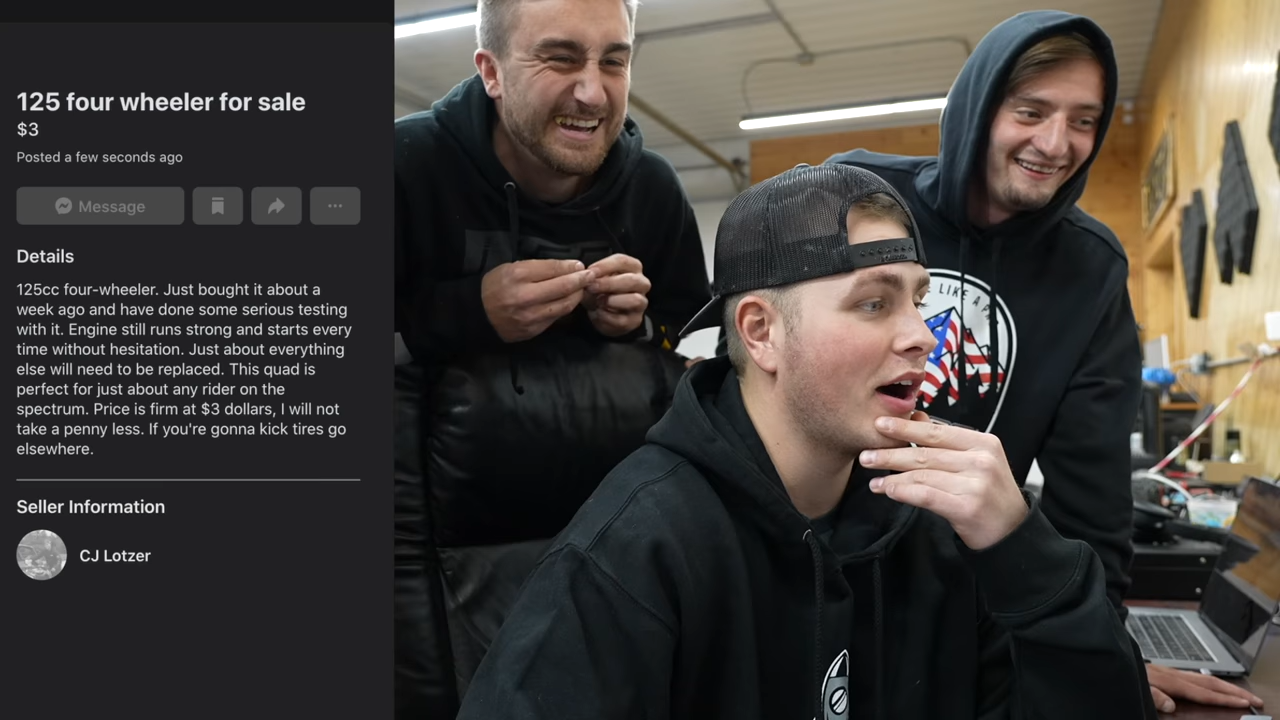 125 four wheeler for sale
$3
Posted a few seconds ago
Message
Details
125cc four-wheeler. Just bought it about a
week ago and have done some serious testing
with it. Engine still runs strong and starts every
time without hesitation. Just about everything
else will need to be replaced. This quad is
perfect for just about any rider on the
spectrum. Price is firm at $3 dollars, I will not
take a penny less. If you're gonna kick tires go
elsewhere.
Seller Information
CJ Lotzer
LIKE A